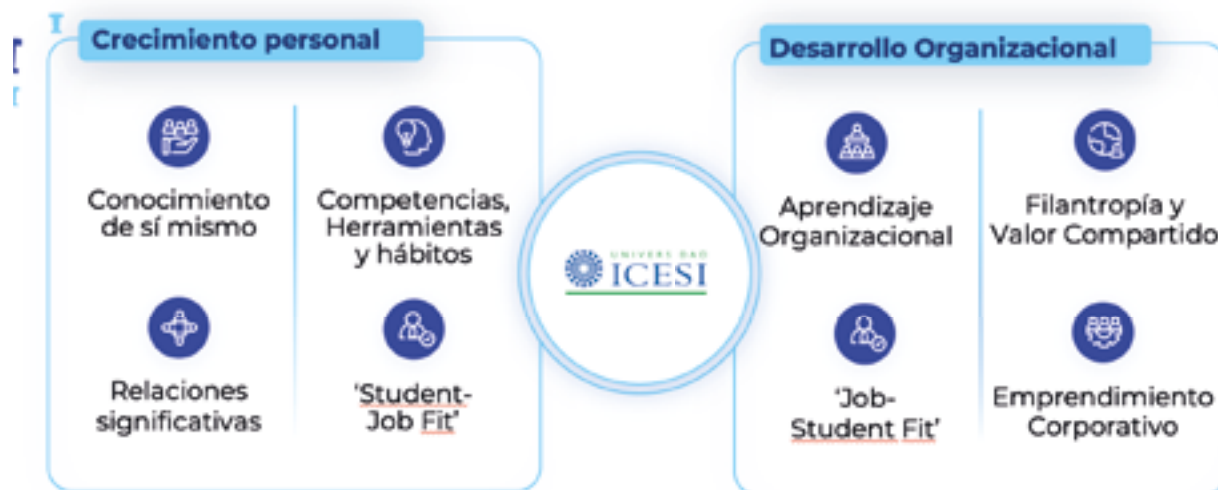 Crecimiento personal
Conocimiento
de sí mismo
Competencias,
Herramientas
y hábitos
Relaciones
significativas
‘Student-
Job Fit’
UNIVERSIDAD
ICESI
Desarrollo Organizacional
Aprendizaje
Organizacional
Filantropía y
Valor Compartido
‘Job-
Student Fit’
Emprendimiento
Corporativo